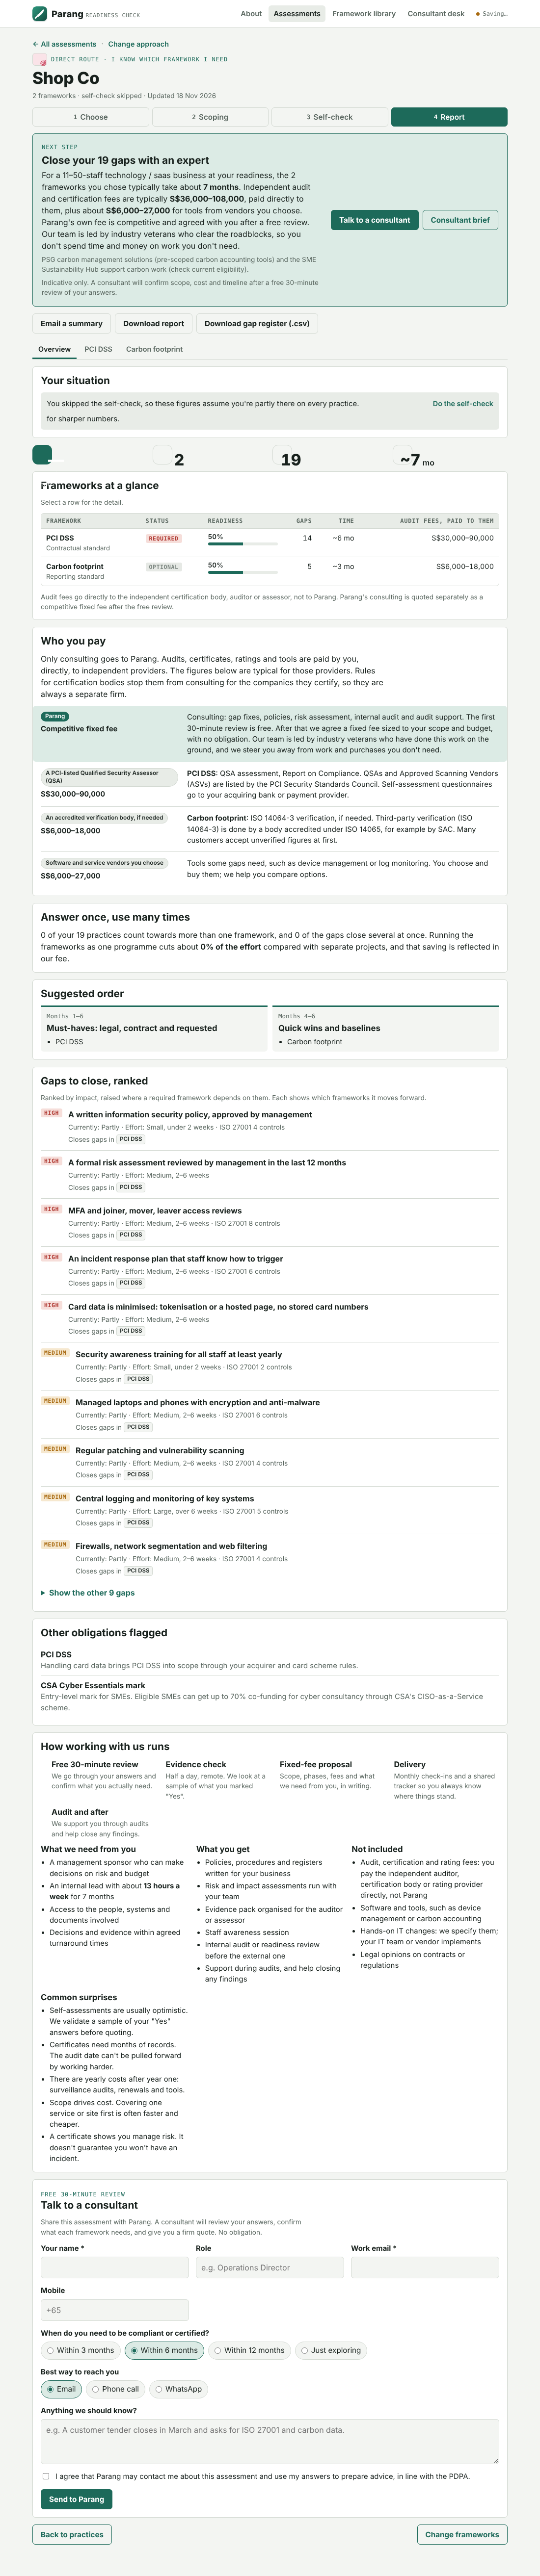 Parang READINESS CHECK
About Assessments Framework library Consultant desk Saving…
← All assessments · Change approach
DIRECT ROUTE · I KNOW WHICH FRAMEWORK I NEED
Shop Co
2 frameworks · self-check skipped · Updated 18 Nov 2026
1 Choose
2 Scoping
3 Self-check
4 Report
NEXT STEP
Close your 19 gaps with an expert
For a 11–50-staff technology / saas business at your readiness, the 2
frameworks you chose typically take about 7 months. Independent audit
and certification fees are typically S$36,000–108,000, paid directly to
them, plus about S$6,000–27,000 for tools from vendors you choose.
Parang's own fee is competitive and agreed with you after a free review.
Our team is led by industry veterans who clear the roadblocks, so you
don't spend time and money on work you don't need.
PSG carbon management solutions (pre-scoped carbon accounting tools) and the SME
Sustainability Hub support carbon work (check current eligibility).
Indicative only. A consultant will confirm scope, cost and timeline after a free 30-minute
review of your answers.
Talk to a consultant
Consultant brief
Email a summary
Download report
Download gap register (.csv)
Overview PCI DSS Carbon footprint
Your situation
You skipped the self-check, so these figures assume you're partly there on every practice.
for sharper numbers.
Do the self-check
2
19
~7 mo
Frameworks at a glance
Select a row for the detail.
FRAMEWORK STATUS READINESS GAPS TIME AUDIT FEES, PAID TO THEM
PCI DSS REQUIRED 50% 14 ~6 mo S$30,000–90,000
Contractual standard
Carbon footprint OPTIONAL 50% 5 ~3 mo S$6,000–18,000
Reporting standard
Audit fees go directly to the independent certification body, auditor or assessor, not to Parang. Parang's consulting is quoted separately as a
competitive fixed fee after the free review.
Who you pay
Only consulting goes to Parang. Audits, certificates, ratings and tools are paid by you,
directly, to independent providers. The figures below are typical for those providers. Rules
for certification bodies stop them from consulting for the companies they certify, so they are
always a separate firm.
Parang
Competitive fixed fee
Consulting: gap fixes, policies, risk assessment, internal audit and audit support. The first
30-minute review is free. After that we agree a fixed fee sized to your scope and budget,
with no obligation. Our team is led by industry veterans who have done this work on the
ground, and we steer you away from work and purchases you don't need.
A PCI-listed Qualified Security Assessor
(QSA)
S$30,000–90,000
PCI DSS: QSA assessment, Report on Compliance. QSAs and Approved Scanning Vendors
(ASVs) are listed by the PCI Security Standards Council. Self-assessment questionnaires
go to your acquiring bank or payment provider.
An accredited verification body, if needed
S$6,000–18,000
Carbon footprint: ISO 14064-3 verification, if needed. Third-party verification (ISO
14064-3) is done by a body accredited under ISO 14065, for example by SAC. Many
customers accept unverified figures at first.
Software and service vendors you choose
S$6,000–27,000
Tools some gaps need, such as device management or log monitoring. You choose and
buy them; we help you compare options.
Answer once, use many times
0 of your 19 practices count towards more than one framework, and 0 of the gaps close several at once. Running the
frameworks as one programme cuts about 0% of the effort compared with separate projects, and that saving is reflected in
our fee.
Suggested order
Months 1–6
Must-haves: legal, contract and requested
• PCI DSS
Months 4–6
Quick wins and baselines
• Carbon footprint
Gaps to close, ranked
Ranked by impact, raised where a required framework depends on them. Each shows which frameworks it moves forward.
HIGH A written information security policy, approved by management
Currently: Partly · Effort: Small, under 2 weeks · ISO 27001 4 controls
Closes gaps in PCI DSS
HIGH A formal risk assessment reviewed by management in the last 12 months
Currently: Partly · Effort: Medium, 2–6 weeks
Closes gaps in PCI DSS
HIGH MFA and joiner, mover, leaver access reviews
Currently: Partly · Effort: Medium, 2–6 weeks · ISO 27001 8 controls
Closes gaps in PCI DSS
HIGH An incident response plan that staff know how to trigger
Currently: Partly · Effort: Medium, 2–6 weeks · ISO 27001 6 controls
Closes gaps in PCI DSS
HIGH Card data is minimised: tokenisation or a hosted page, no stored card numbers
Currently: Partly · Effort: Medium, 2–6 weeks
Closes gaps in PCI DSS
MEDIUM Security awareness training for all staff at least yearly
Currently: Partly · Effort: Small, under 2 weeks · ISO 27001 2 controls
Closes gaps in PCI DSS
MEDIUM Managed laptops and phones with encryption and anti-malware
Currently: Partly · Effort: Medium, 2–6 weeks · ISO 27001 6 controls
Closes gaps in PCI DSS
MEDIUM Regular patching and vulnerability scanning
Currently: Partly · Effort: Medium, 2–6 weeks · ISO 27001 4 controls
Closes gaps in PCI DSS
MEDIUM Central logging and monitoring of key systems
Currently: Partly · Effort: Large, over 6 weeks · ISO 27001 5 controls
Closes gaps in PCI DSS
MEDIUM Firewalls, network segmentation and web filtering
Currently: Partly · Effort: Medium, 2–6 weeks · ISO 27001 4 controls
Closes gaps in PCI DSS
▶ Show the other 9 gaps
Other obligations flagged
PCI DSS
Handling card data brings PCI DSS into scope through your acquirer and card scheme rules.
CSA Cyber Essentials mark
Entry-level mark for SMEs. Eligible SMEs can get up to 70% co-funding for cyber consultancy through CSA's CISO-as-a-Service
scheme.
How working with us runs
Free 30-minute review
We go through your answers and
confirm what you actually need.
Evidence check
Half a day, remote. We look at a
sample of what you marked
"Yes".
Fixed-fee proposal
Scope, phases, fees and what
we need from you, in writing.
Delivery
Monthly check-ins and a shared
tracker so you always know
where things stand.
Audit and after
We support you through audits
and help close any findings.
What we need from you
• A management sponsor who can make
decisions on risk and budget
• An internal lead with about 13 hours a
week for 7 months
• Access to the people, systems and
documents involved
• Decisions and evidence within agreed
turnaround times
What you get
• Policies, procedures and registers
written for your business
• Risk and impact assessments run with
your team
• Evidence pack organised for the auditor
or assessor
• Staff awareness session
• Internal audit or readiness review
before the external one
• Support during audits, and help closing
any findings
Not included
• Audit, certification and rating fees: you
pay the independent auditor,
certification body or rating provider
directly, not Parang
• Software and tools, such as device
management or carbon accounting
• Hands-on IT changes: we specify them;
your IT team or vendor implements
• Legal opinions on contracts or
regulations
Common surprises
• Self-assessments are usually optimistic.
We validate a sample of your "Yes"
answers before quoting.
• Certificates need months of records.
The audit date can't be pulled forward
by working harder.
• There are yearly costs after year one:
surveillance audits, renewals and tools.
• Scope drives cost. Covering one
service or site first is often faster and
cheaper.
• A certificate shows you manage risk. It
doesn't guarantee you won't have an
incident.
FREE 30-MINUTE REVIEW
Talk to a consultant
Share this assessment with Parang. A consultant will review your answers, confirm
what each framework needs, and give you a firm quote. No obligation.
Your name * Role Work email *
e.g. Operations Director
Mobile
+65
When do you need to be compliant or certified?
Within 3 months Within 6 months Within 12 months Just exploring
Best way to reach you
Email Phone call WhatsApp
Anything we should know?
e.g. A customer tender closes in March and asks for ISO 27001 and carbon data.
I agree that Parang may contact me about this assessment and use my answers to prepare advice, in line with the PDPA.
Send to Parang
Back to practices
Change frameworks